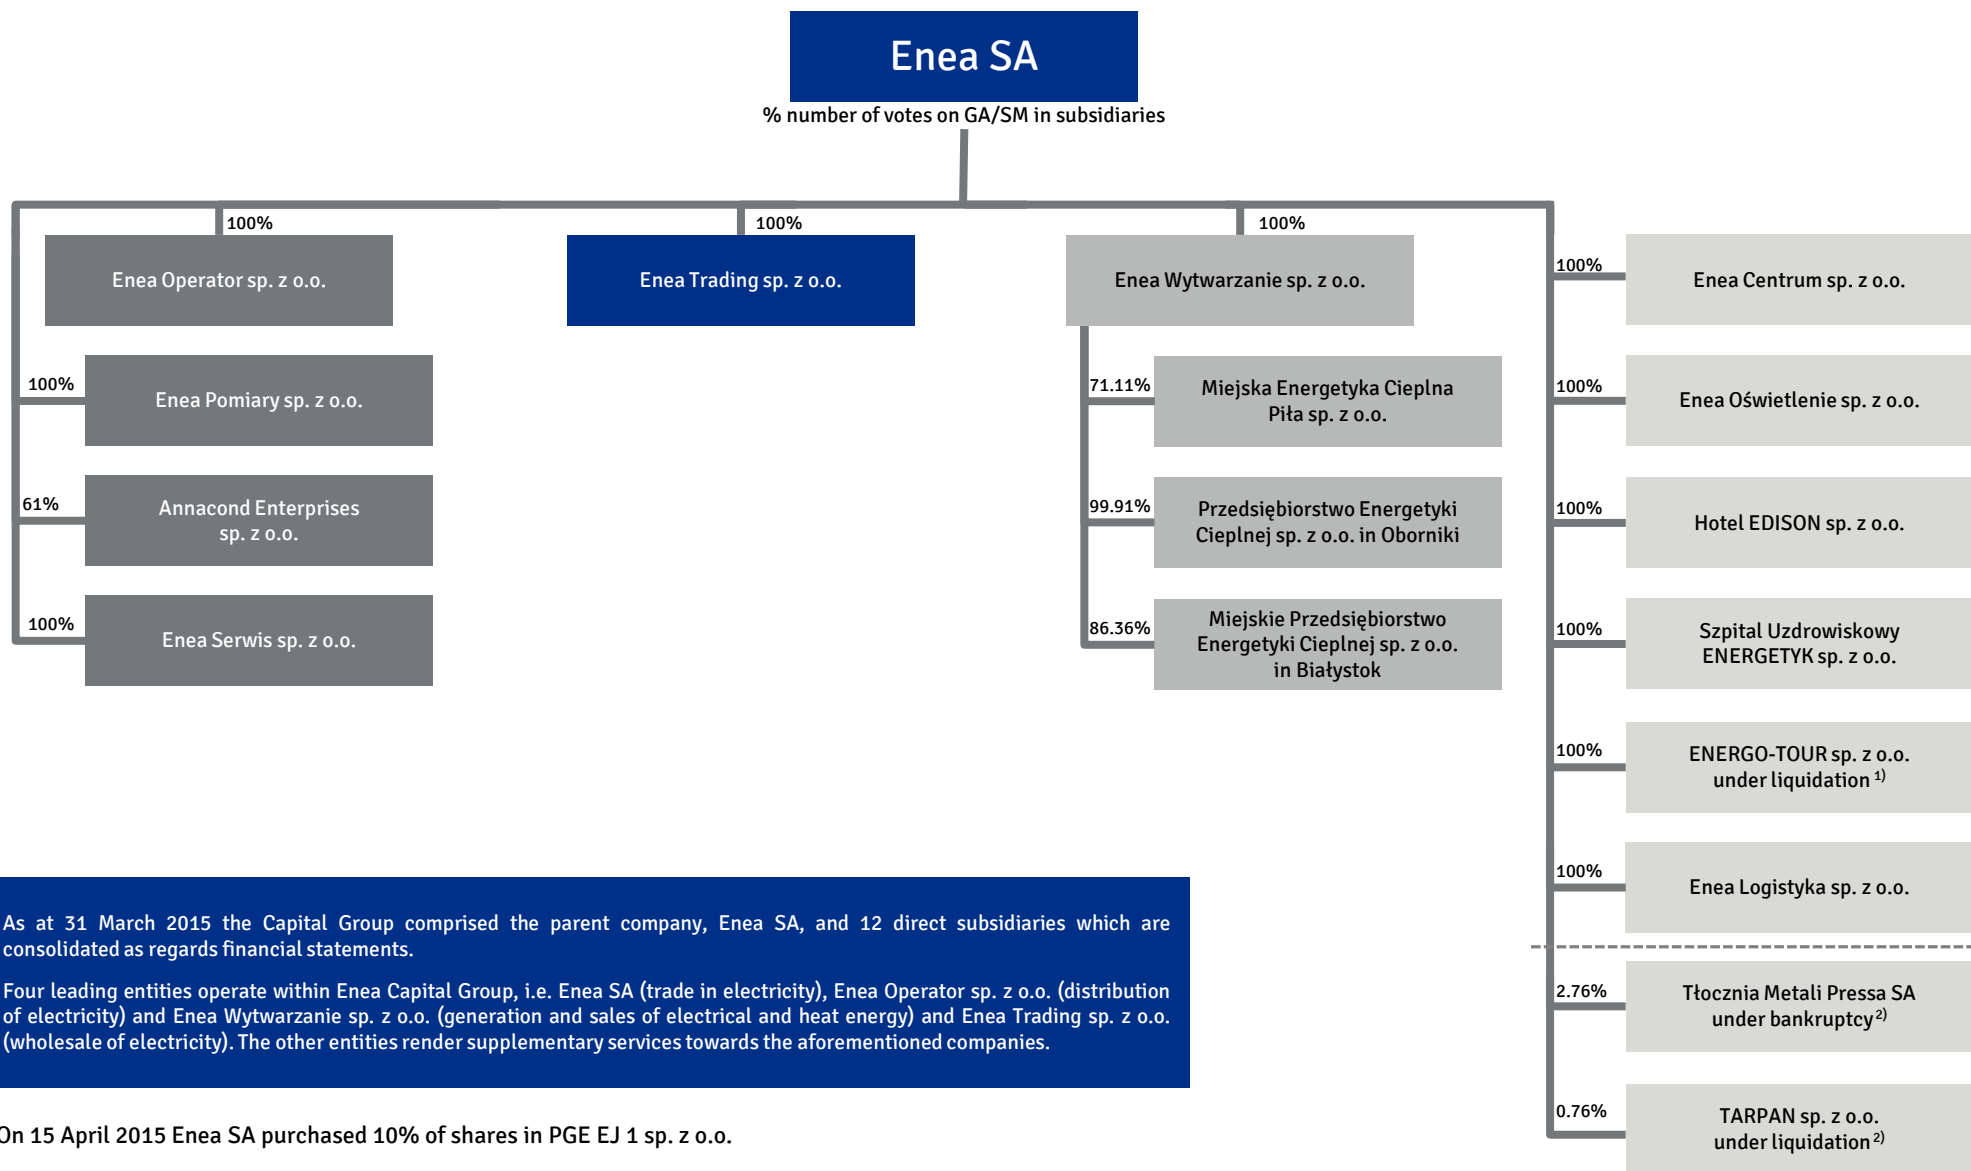 Enea SA
% number of votes on GA/SM in subsidiaries
100%
Enea Operator sp. z o.o.
100%
Enea Pomiary sp. z o.o.
61%
Annacond Enterprises
sp. z o.o.
100%
Enea Serwis sp. z o.o.
100%
Enea Trading sp. z o.o.
100%
Enea Wytwarzanie sp. z o.o.
71.11%
Miejska Energetyka Cieplna
Piła sp. z o.o.
99.91%
Przedsiębiorstwo Energetyki
Cieplnej sp. z o.o. in Oborniki
86.36%
Miejskie Przedsiębiorstwo
Energetyki Cieplnej sp. z o.o.
in Białystok
100%
Enea Centrum sp. z o.o.
100%
Enea Oświetlenie sp. z o.o.
100%
Hotel EDISON sp. z o.o.
100%
Szpital Uzdrowiskowy
ENERGETYK sp. z o.o.
100%
ENERGO-TOUR sp. z o.o.
under liquidation 1)
100%
Enea Logistyka sp. z o.o.
2.76%
Tłocznia Metali Pressa SA
under bankruptcy 2)
0.76%
TARPAN sp. z o.o.
under liquidation 2)
As at 31 March 2015 the Capital Group comprised the parent company, Enea SA, and 12 direct subsidiaries which are
consolidated as regards financial statements.
Four leading entities operate within Enea Capital Group, i.e. Enea SA (trade in electricity), Enea Operator sp. z o.o. (distribution
of electricity) and Enea Wytwarzanie sp. z o.o. (generation and sales of electrical and heat energy) and Enea Trading sp. z o.o.
(wholesale of electricity). The other entities render supplementary services towards the aforementioned companies.
On 15 April 2015 Enea SA purchased 10% of shares in PGE EJ 1 sp. z o.o.